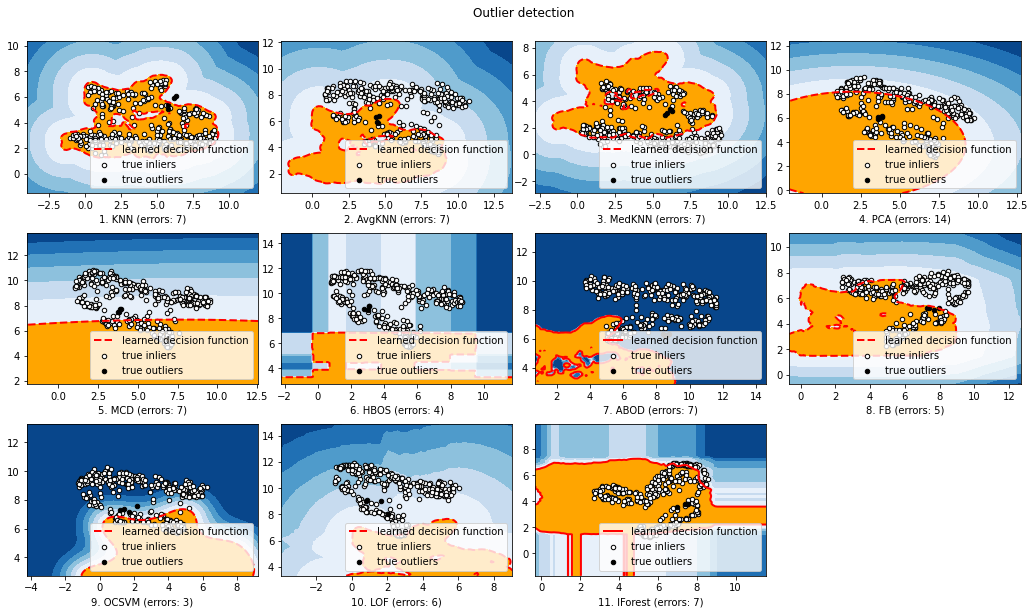 Outlier detection
10
8
6
4
2
0
learned decision function
true inliers
true outliers
−2.5 0.0 2.5 5.0 7.5 10.0
1. KNN (errors: 7)
12
10
8
6
4
2
learned decision function
true inliers
true outliers
0.0 2.5 5.0 7.5 10.0 12.5
2. AvgKNN (errors: 7)
8
6
4
2
0
−2
learned decision function
true inliers
true outliers
−2.5 0.0 2.5 5.0 7.5 10.0 12.5
3. MedKNN (errors: 7)
12
10
8
6
4
2
0
learned decision function
true inliers
true outliers
0.0 2.5 5.0 7.5 10.0 12.5
4. PCA (errors: 14)
12
10
8
6
4
2
learned decision function
true inliers
true outliers
0.0 2.5 5.0 7.5 10.0 12.5
5. MCD (errors: 7)
14
12
10
8
6
4
learned decision function
true inliers
true outliers
−2 0 2 4 6 8 10
6. HBOS (errors: 4)
12
10
8
6
4
learned decision function
true inliers
true outliers
2 4 6 8 10 12 14
7. ABOD (errors: 7)
10
8
6
4
2
0
learned decision function
true inliers
true outliers
0 2 4 6 8 10 12 14
8. FB (errors: 5)
12
10
8
6
4
learned decision function
true inliers
true outliers
−4 −2 0 2 4 6 8
9. OCSVM (errors: 3)
14
12
10
8
6
4
learned decision function
true inliers
true outliers
−2 0 2 4 6 8
10. LOF (errors: 6)
8
6
4
2
0
learned decision function
true inliers
true outliers
0 2 4 6 8 10
11. IForest (errors: 7)